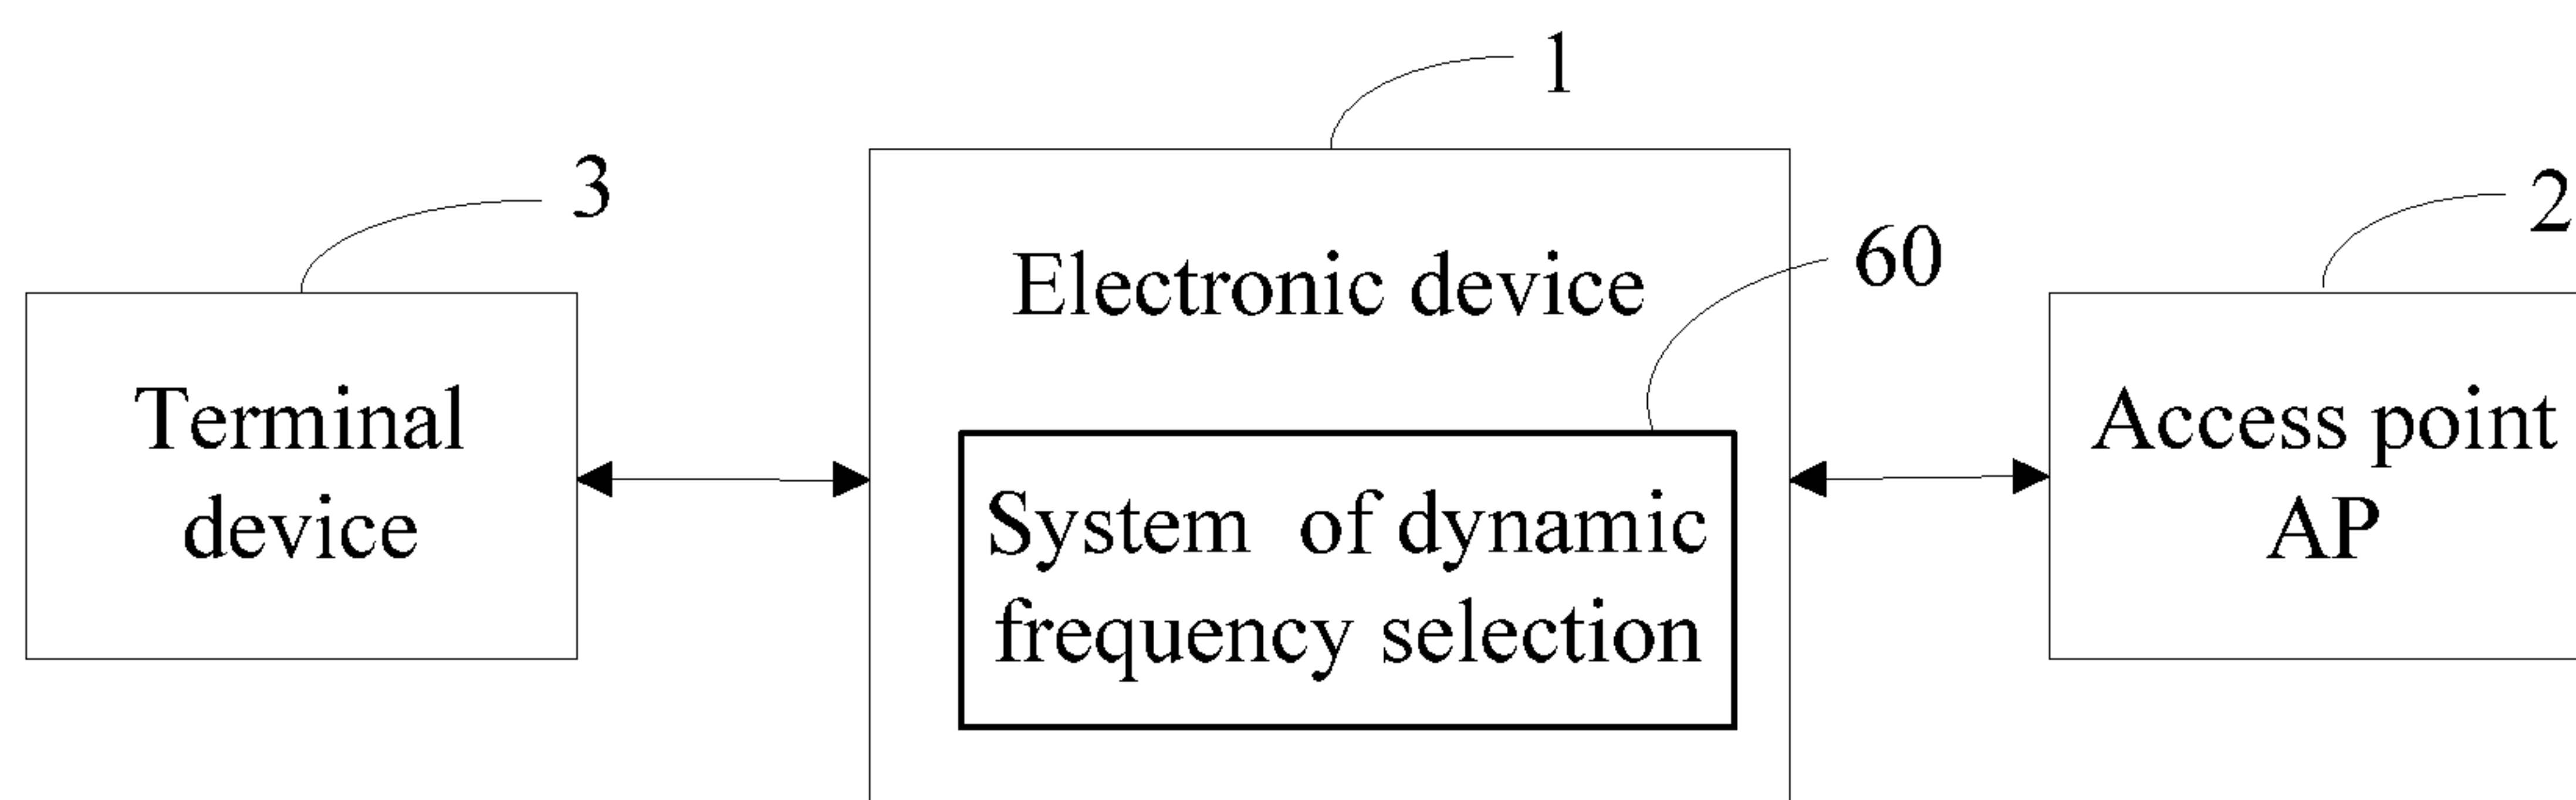 1
3
2
60
Electronic device
Terminal
device
Access point
AP
System of dynamic
frequency selection